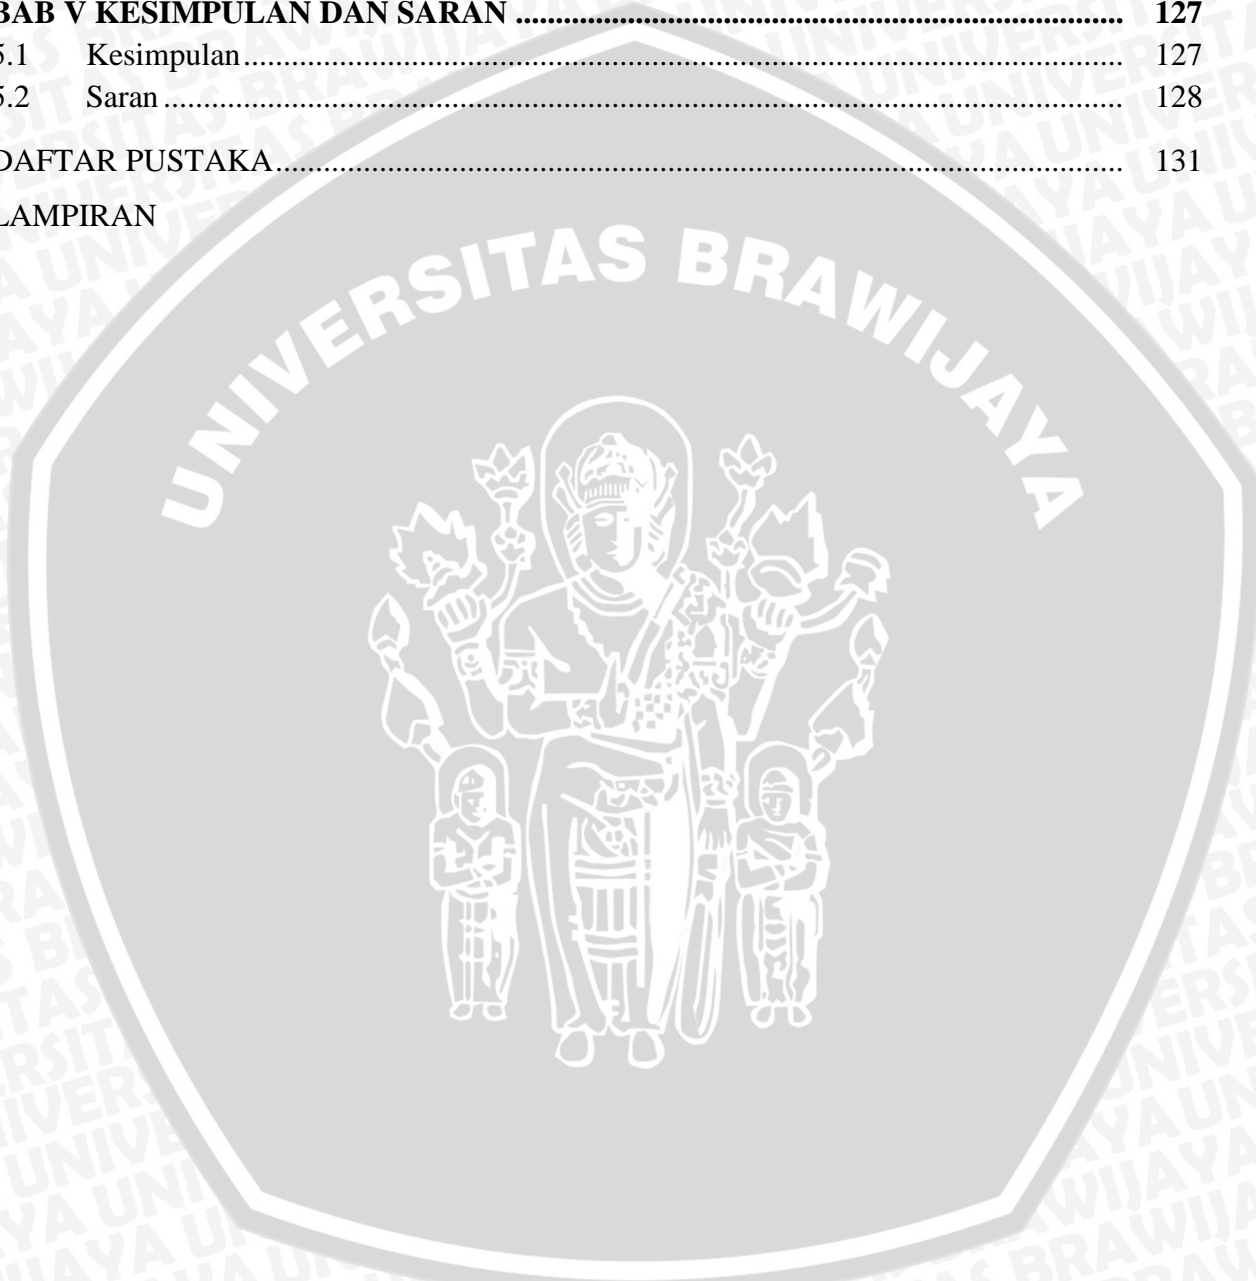 BAB V KESIMPULAN DAN SARAN ........................................................................ 127
5.1 Kesimpulan ........................................................................................................ 127
5.2 Saran .................................................................................................................. 128
DAFTAR PUSTAKA .................................................................................................... 131
LAMPIRAN
UNIVERSITAS BRAWIJAYA